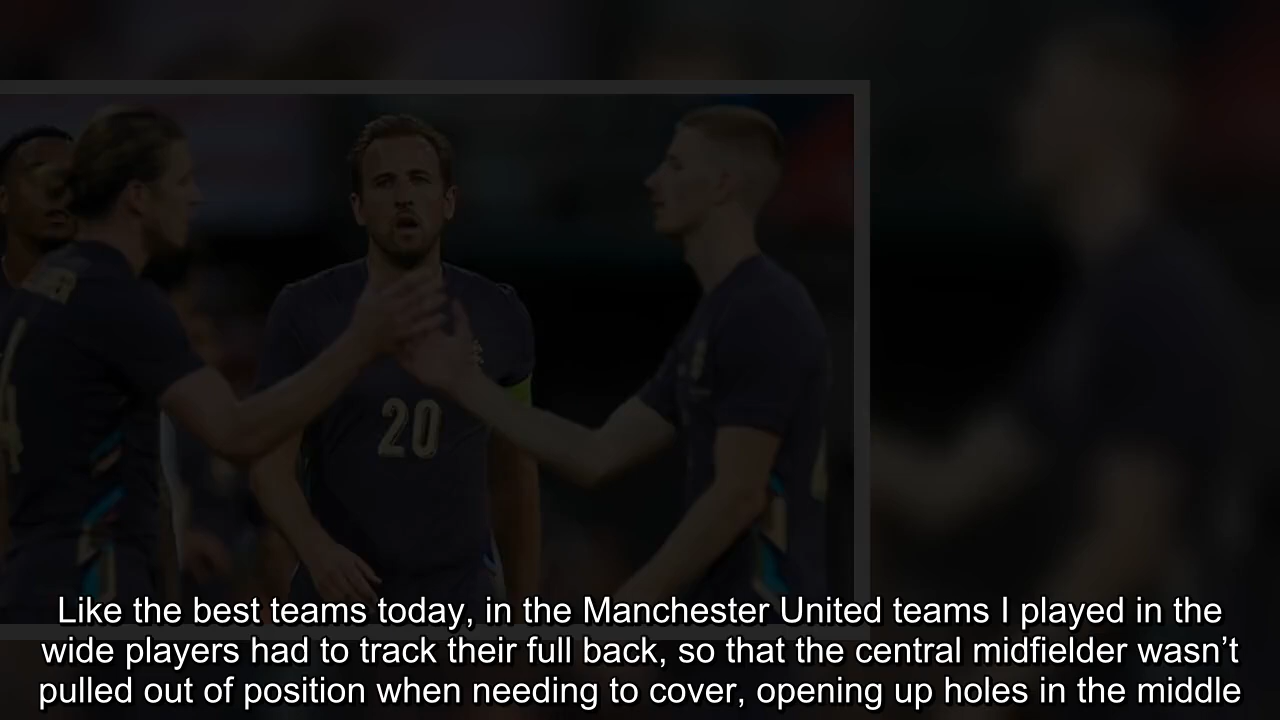 20
Like the best teams today, in the Manchester United teams I played in the
wide players had to track their full back, so that the central midfielder wasn’t
pulled out of position when needing to cover, opening up holes in the middle